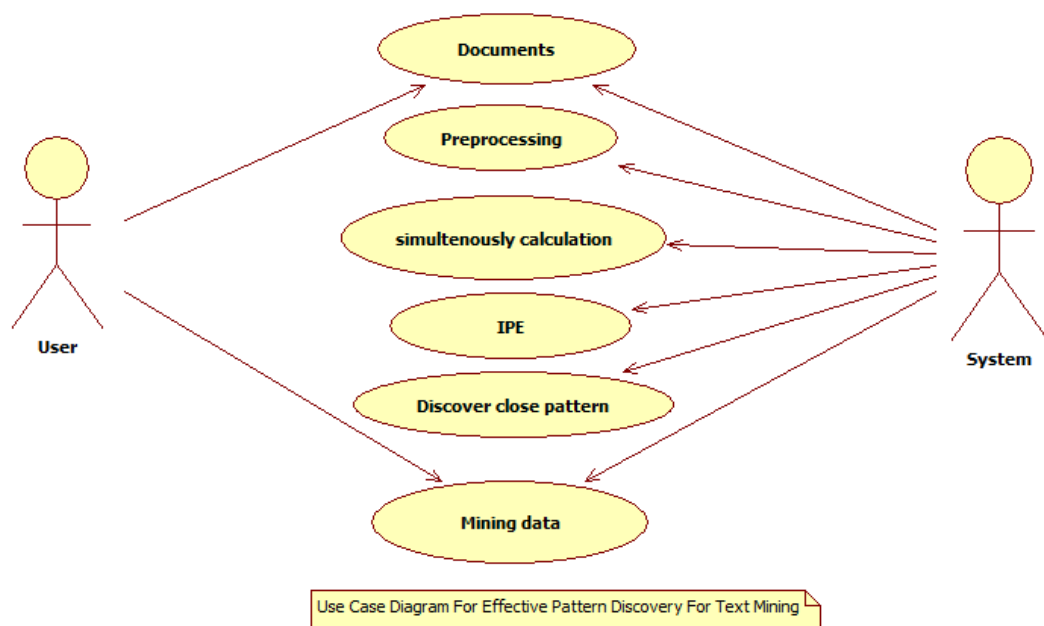 Documents
Preprocessing
simultenously calculation
IPE
User
System
Discover close pattern
Mining data
Use Case Diagram For Effective Pattern Discovery For Text Mining